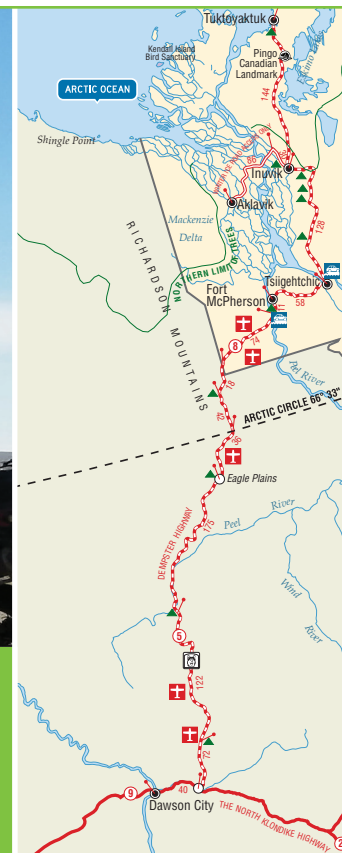 Tuktoyaktuk
Kendall Island
Bird Sanctuary
Pingo
Canadian
Landmark
ARCTIC OCEAN
144
Shingle Point
Inuvik
Aklavik
Mackenzie
Delta
NORTHERN LIMIT OF TREES
128
RICHARDSON MOUNTAINS
Tsiigehtchic
Fort
McPherson
58
11
74
8
Peel River
18
ARCTIC CIRCLE 66° 33"
42
36
Eagle Plains
Peel River
175
DEMPSTER HIGHWAY
Wind
River
5
122
72
40
9
Dawson City
THE NORTH KLONDIKE HIGHWAY
2